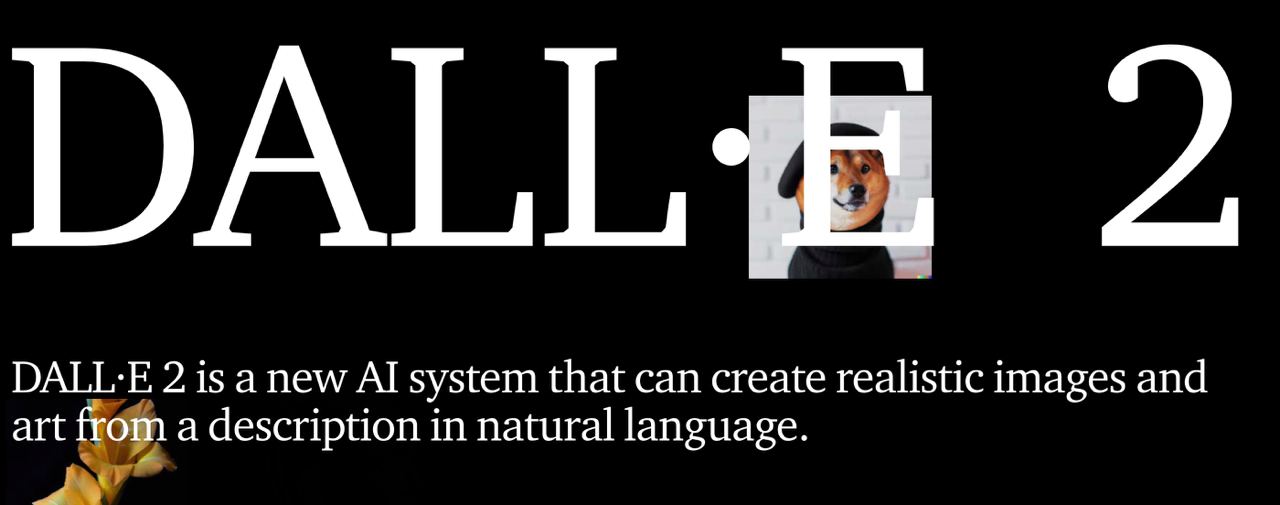 DALL·E 2
DALL·E 2 is a new AI system that can create realistic images and
art from a description in natural language.